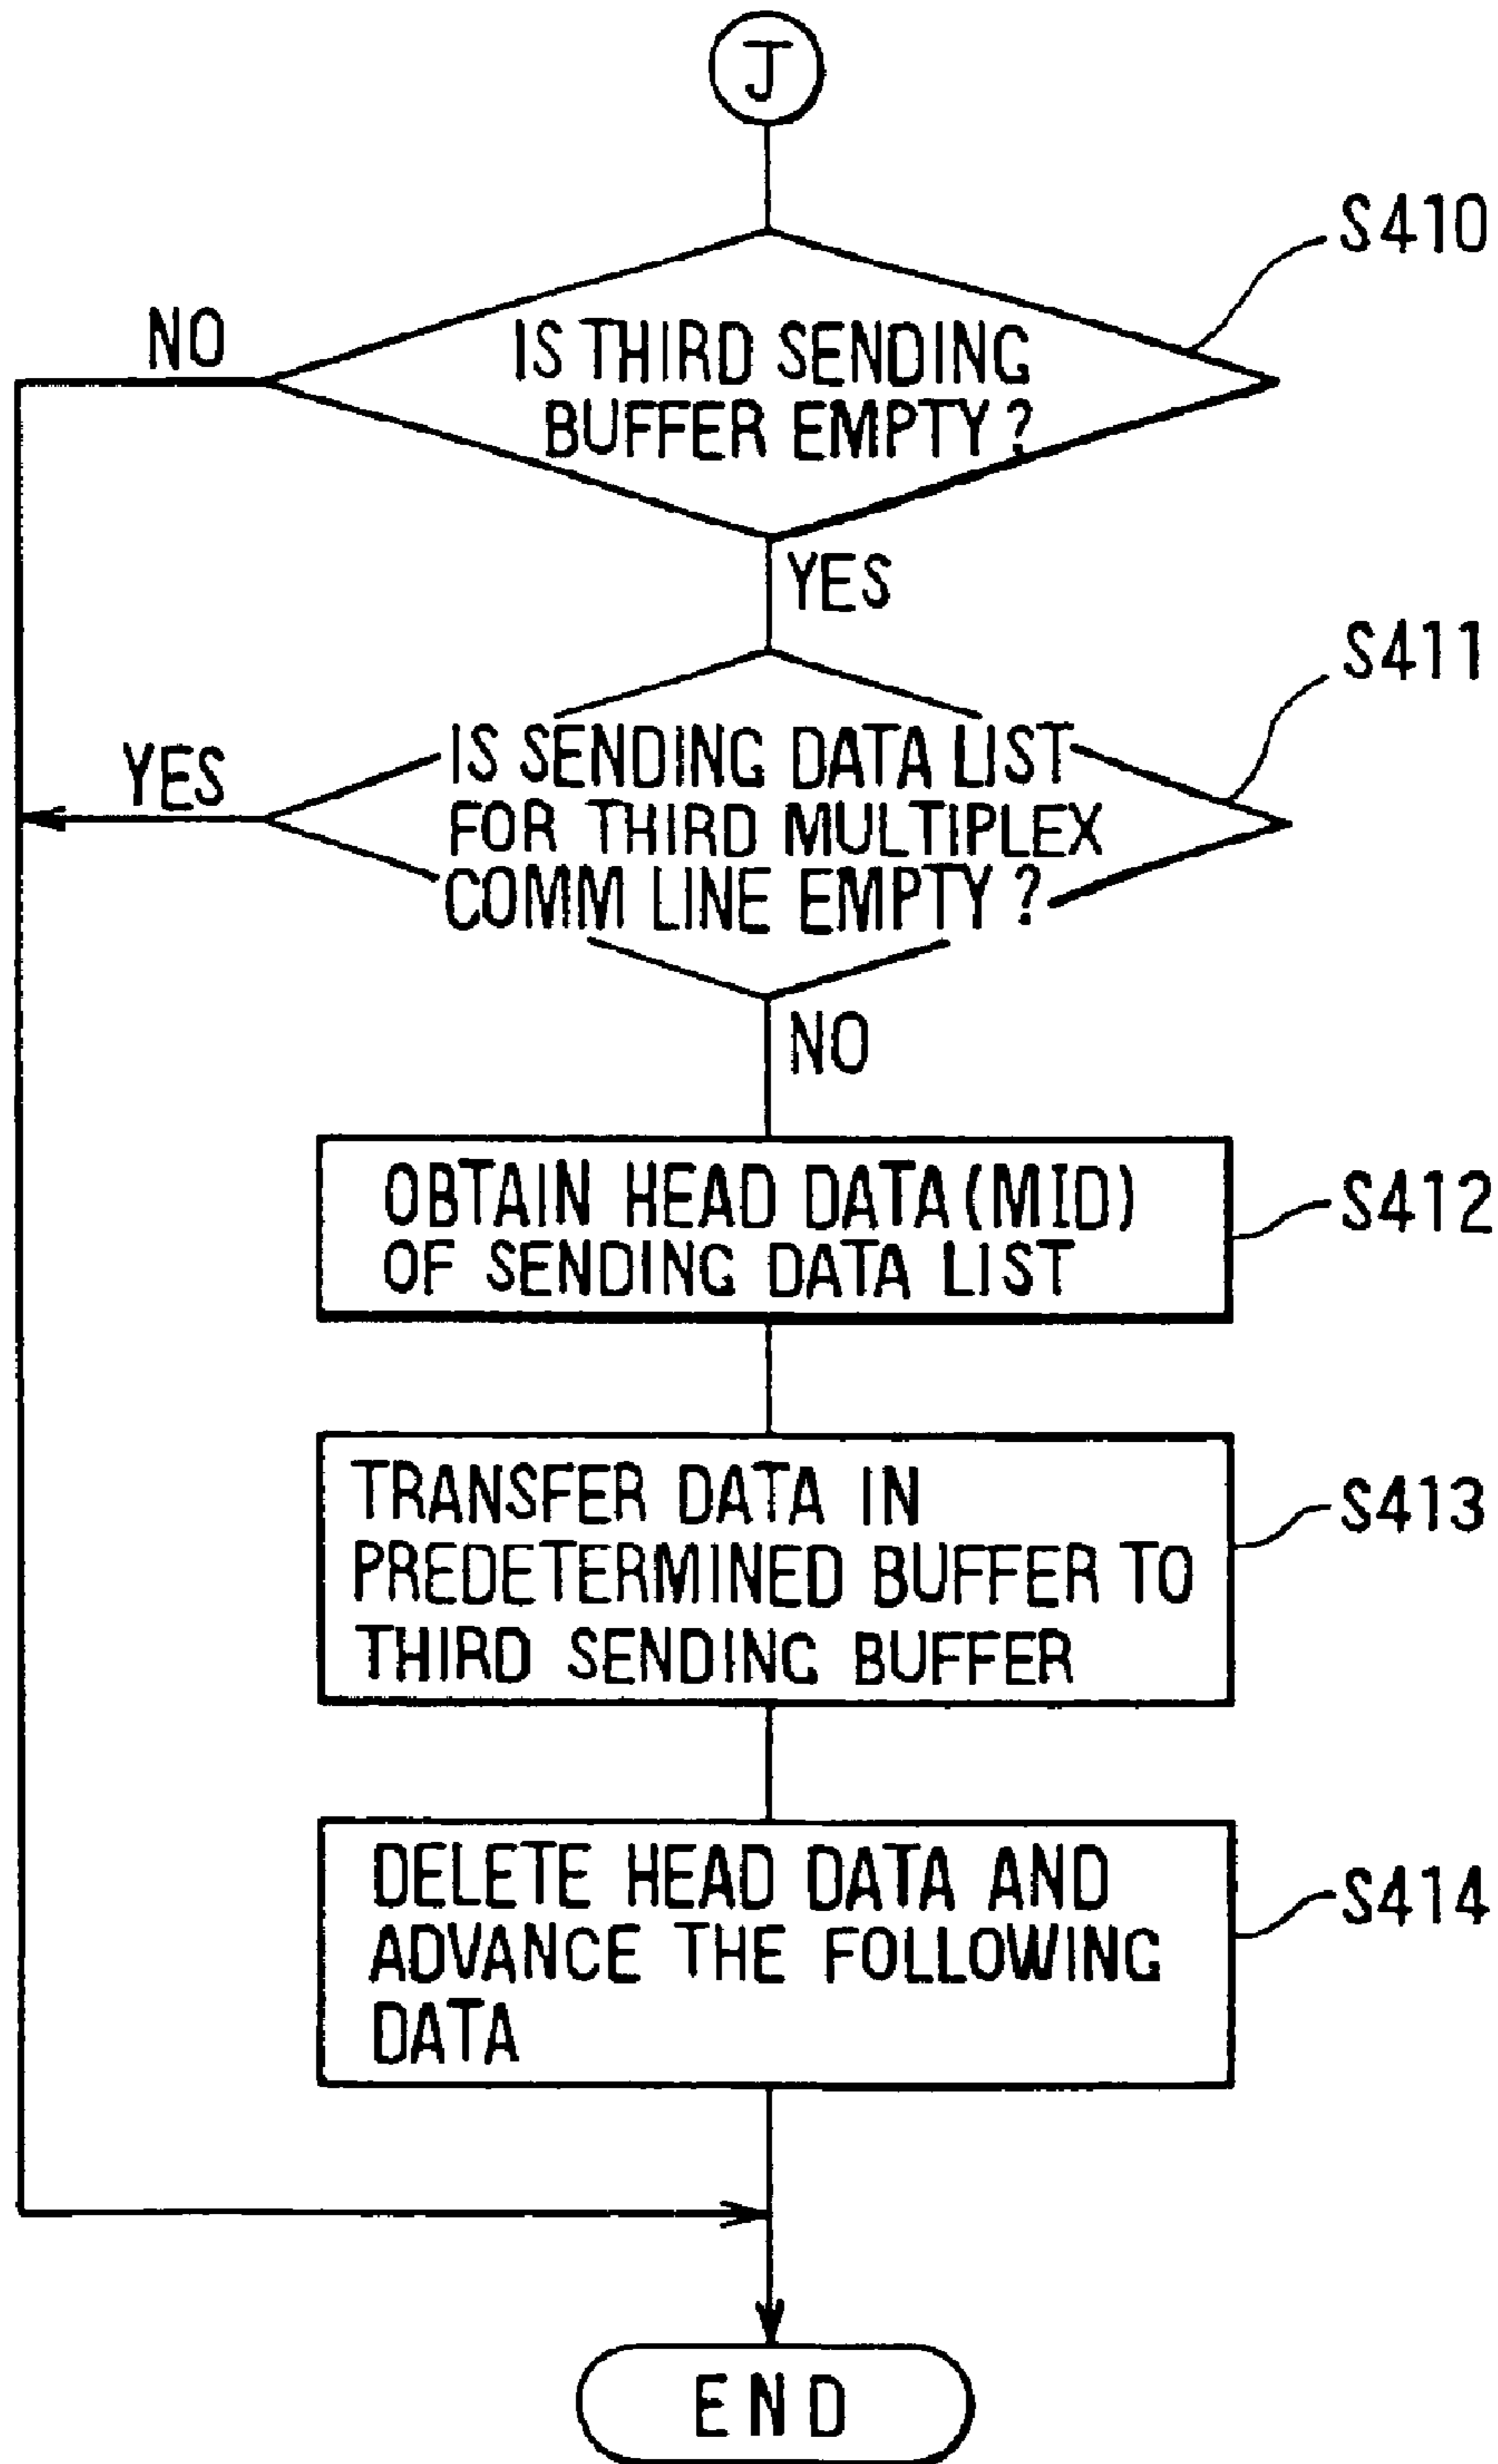 J
S410
NO
IS THIRD SENDING
BUFFER EMPTY?
YES
S411
YES
IS SENDING DATA LIST
FOR THIRD MULTIPLEX
COMM LINE EMPTY?
NO
OBTAIN HEAD DATA(MID)
OF SENDING DATA LIST
S412
TRANSFER DATA IN
PREDETERMINED BUFFER TO
THIRD SENDING BUFFER
S413
DELETE HEAD DATA AND
ADVANCE THE FOLLOWING
DATA
S414
END